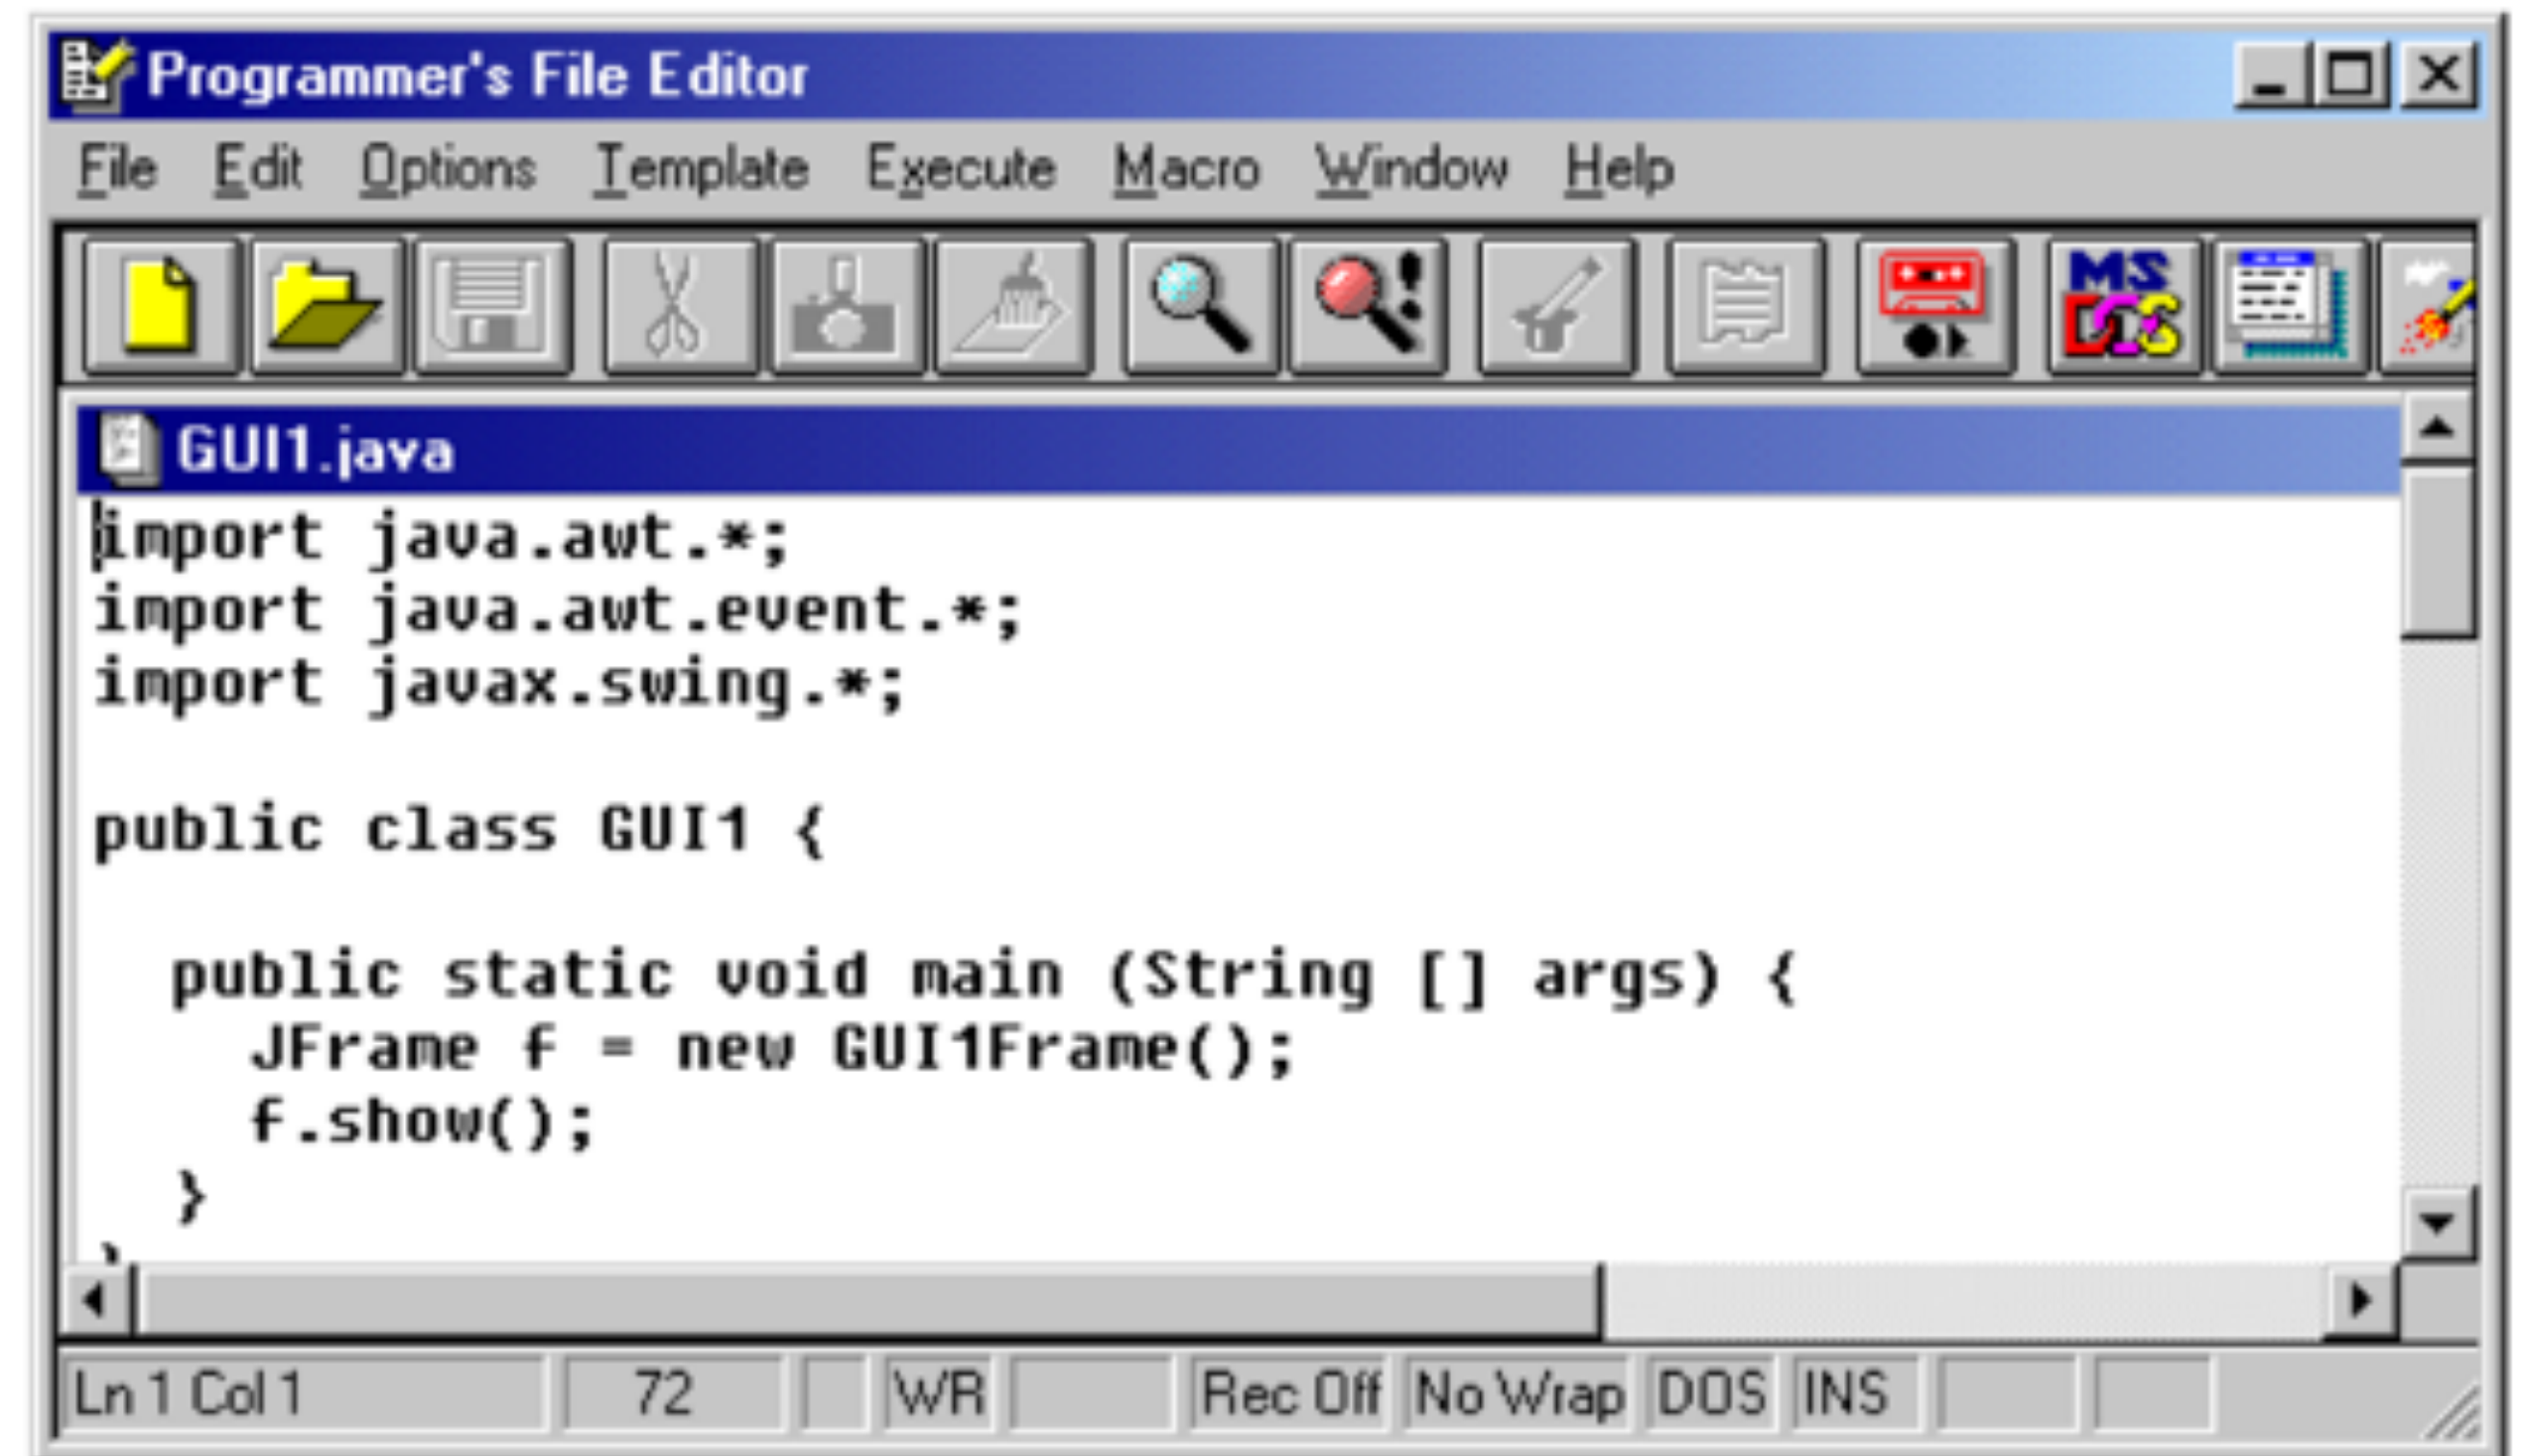 Programmer's File Editor
File Edit Options Template Execute Macro Window Help
MS
DOS
GUI1.java
import java.awt.*;
import java.awt.event.*;
import javax.swing.*;
public class GUI1 {
public static void main (String [] args) {
JFrame f = new GUI1Frame();
f.show();
}
Ln 1 Col 1 72 WR Rec Off No Wrap DOS INS